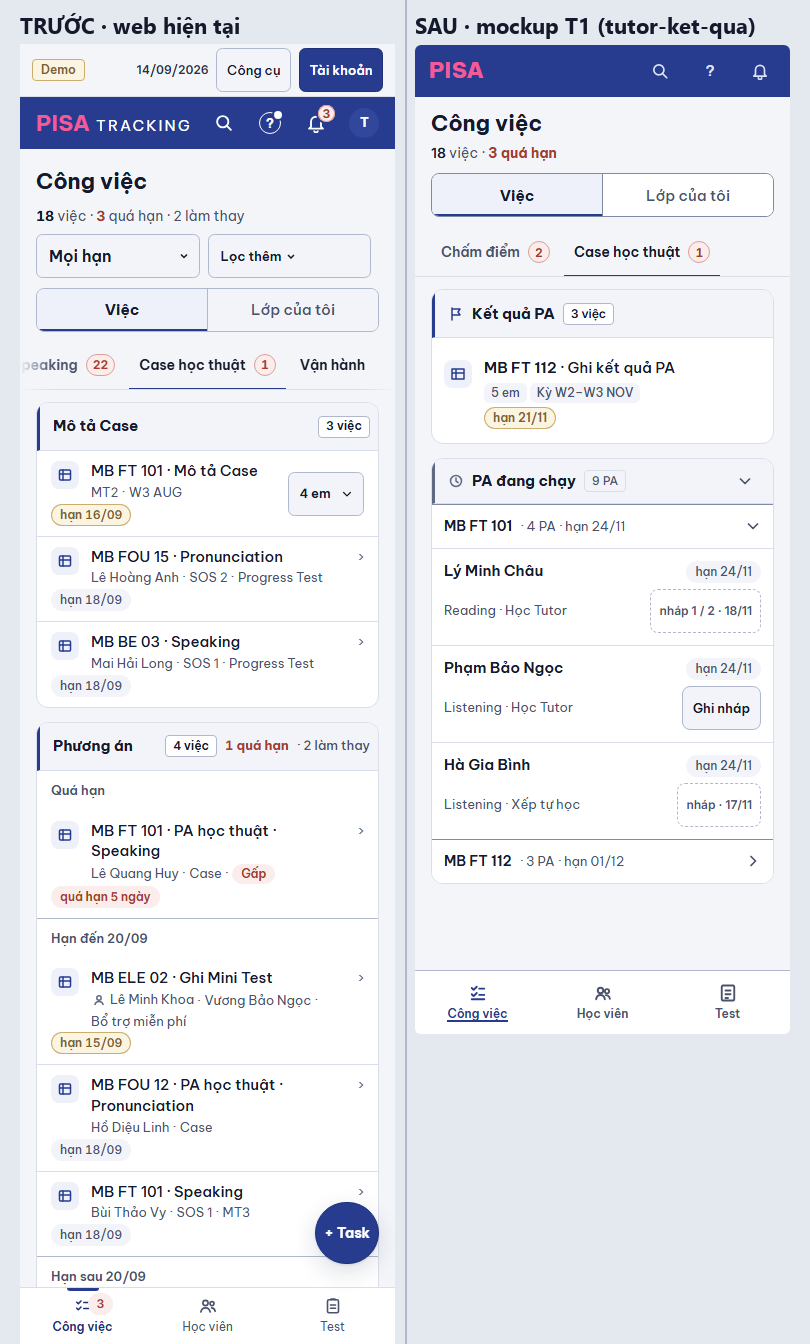 TRƯỚC · web hiện tại
Demo
14/09/2026
Công cụ
Tài khoản
PISA TRACKING
?
3
T
Công việc
18 việc · 3 quá hạn · 2 làm thay
Mọi hạn
Lọc thêm
Việc
Lớp của tôi
peaking 22
Case học thuật 1
Vận hành
Mô tả Case
3 việc
MB FT 101 · Mô tả Case
MT2 · W3 AUG
4 em
hạn 16/09
MB FOU 15 · Pronunciation
Lê Hoàng Anh · SOS 2 · Progress Test
hạn 18/09
MB BE 03 · Speaking
Mai Hải Long · SOS 1 · Progress Test
hạn 18/09
Phương án
4 việc
1 quá hạn · 2 làm thay
Quá hạn
MB FT 101 · PA học thuật ·
Speaking
Lê Quang Huy · Case · Gấp
quá hạn 5 ngày
Hạn đến 20/09
MB ELE 02 · Ghi Mini Test
Lê Minh Khoa · Vương Bảo Ngọc ·
Bổ trợ miễn phí
hạn 15/09
MB FOU 12 · PA học thuật ·
Pronunciation
Hồ Diệu Linh · Case
hạn 18/09
MB FT 101 · Speaking
Bùi Thảo Vy · SOS 1 · MT3
hạn 18/09
+ Task
Hạn sau 20/09
3
Công việc
Học viên
Test
SAU · mockup T1 (tutor-ket-qua)
PISA
?
Công việc
18 việc · 3 quá hạn
Việc
Lớp của tôi
Chấm điểm 2
Case học thuật 1
Kết quả PA
3 việc
MB FT 112 · Ghi kết quả PA
5 em
Kỳ W2–W3 NOV
hạn 21/11
PA đang chạy
9 PA
MB FT 101 · 4 PA · hạn 24/11
Lý Minh Châu
hạn 24/11
Reading · Học Tutor
nháp 1 / 2 · 18/11
Phạm Bảo Ngọc
hạn 24/11
Listening · Học Tutor
Ghi nháp
Hà Gia Bình
hạn 24/11
Listening · Xếp tự học
nháp · 17/11
MB FT 112 · 3 PA · hạn 01/12
Công việc
Học viên
Test